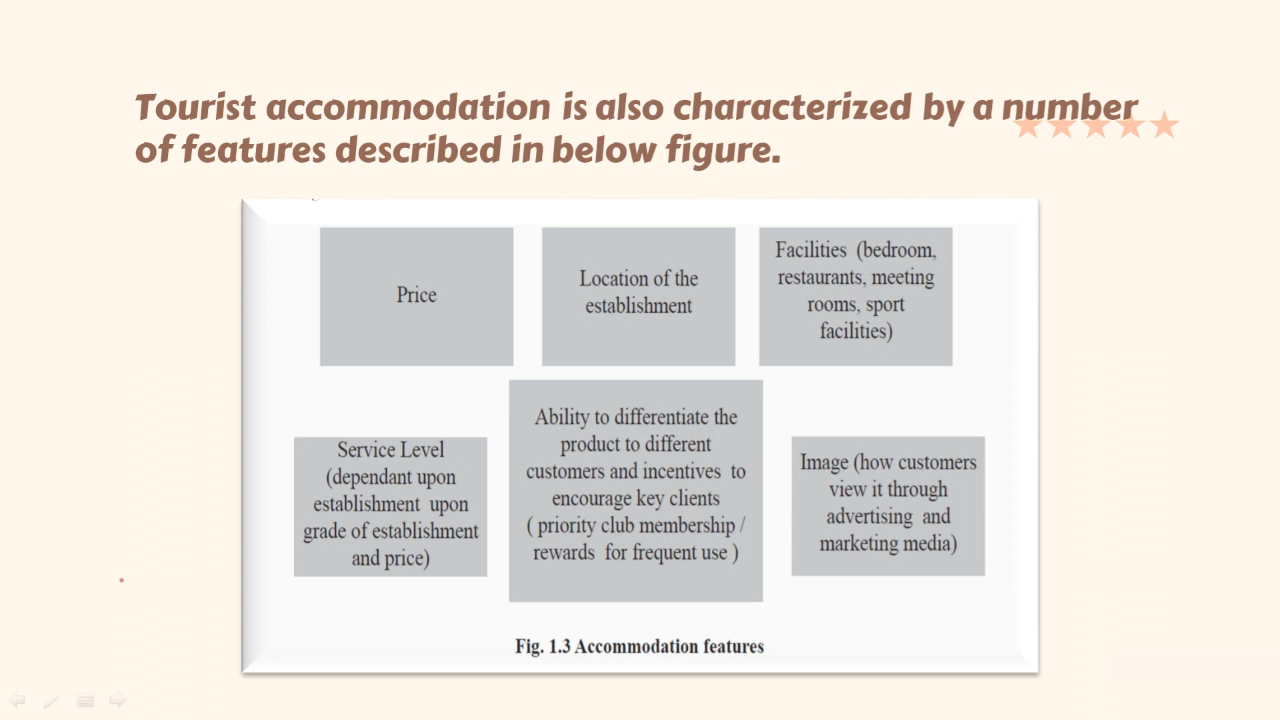 Tourist accommodation is also characterized by a number
of features described in below figure.
Price
Location of the
establishment
Facilities (bedroom,
restaurants, meeting
rooms, sport
facilities)
Service Level
(dependant upon
establishment upon
grade of establishment
and price)
Ability to differentiate the
product to different
customers and incentives to
encourage key clients
( priority club membership /
rewards for frequent use )
Image (how customers
view it through
advertising and
marketing media)
Fig. 1.3 Accommodation features